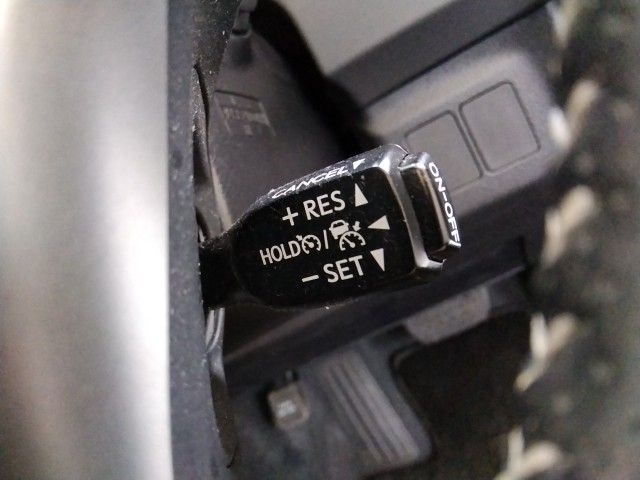 CANCEL▼
+ RES ▲
HOLD / ◀
– SET ▼
ON-OFF